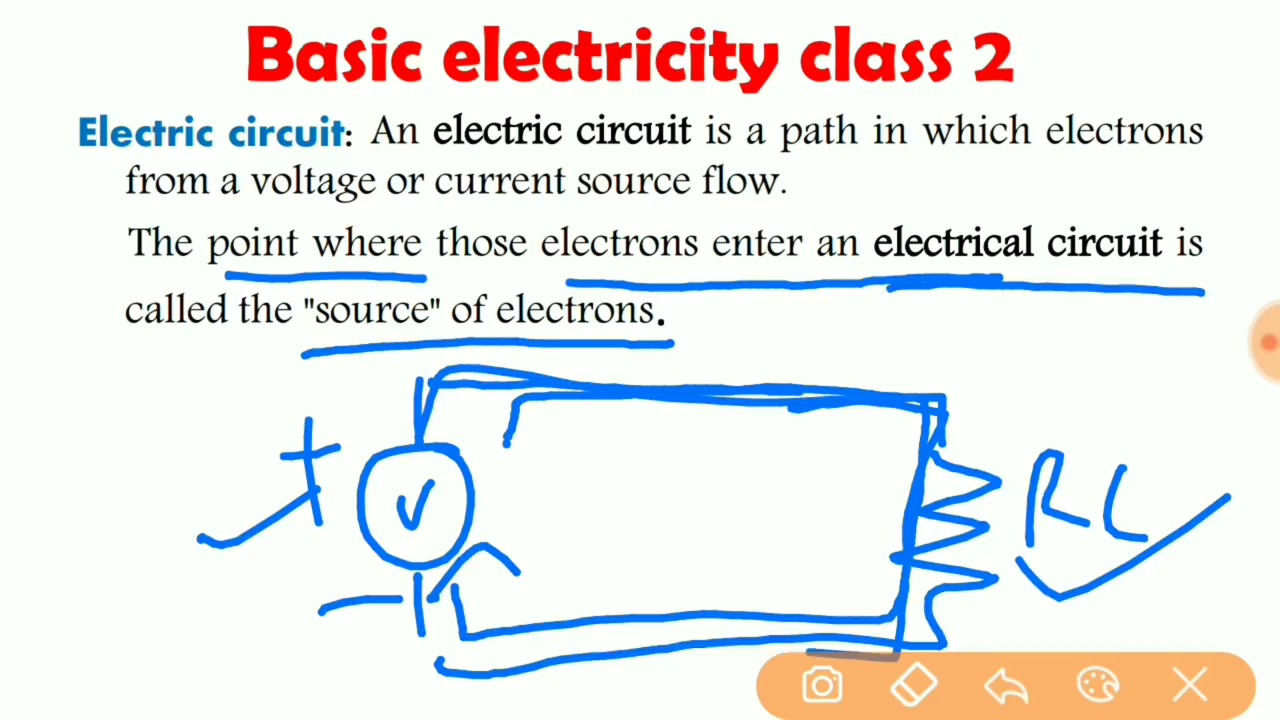 Basic electricity class 2
Electric circuit: An electric circuit is a path in which electrons
from a voltage or current source flow.
The point where those electrons enter an electrical circuit is
called the "source" of electrons.
+
V
RL
-